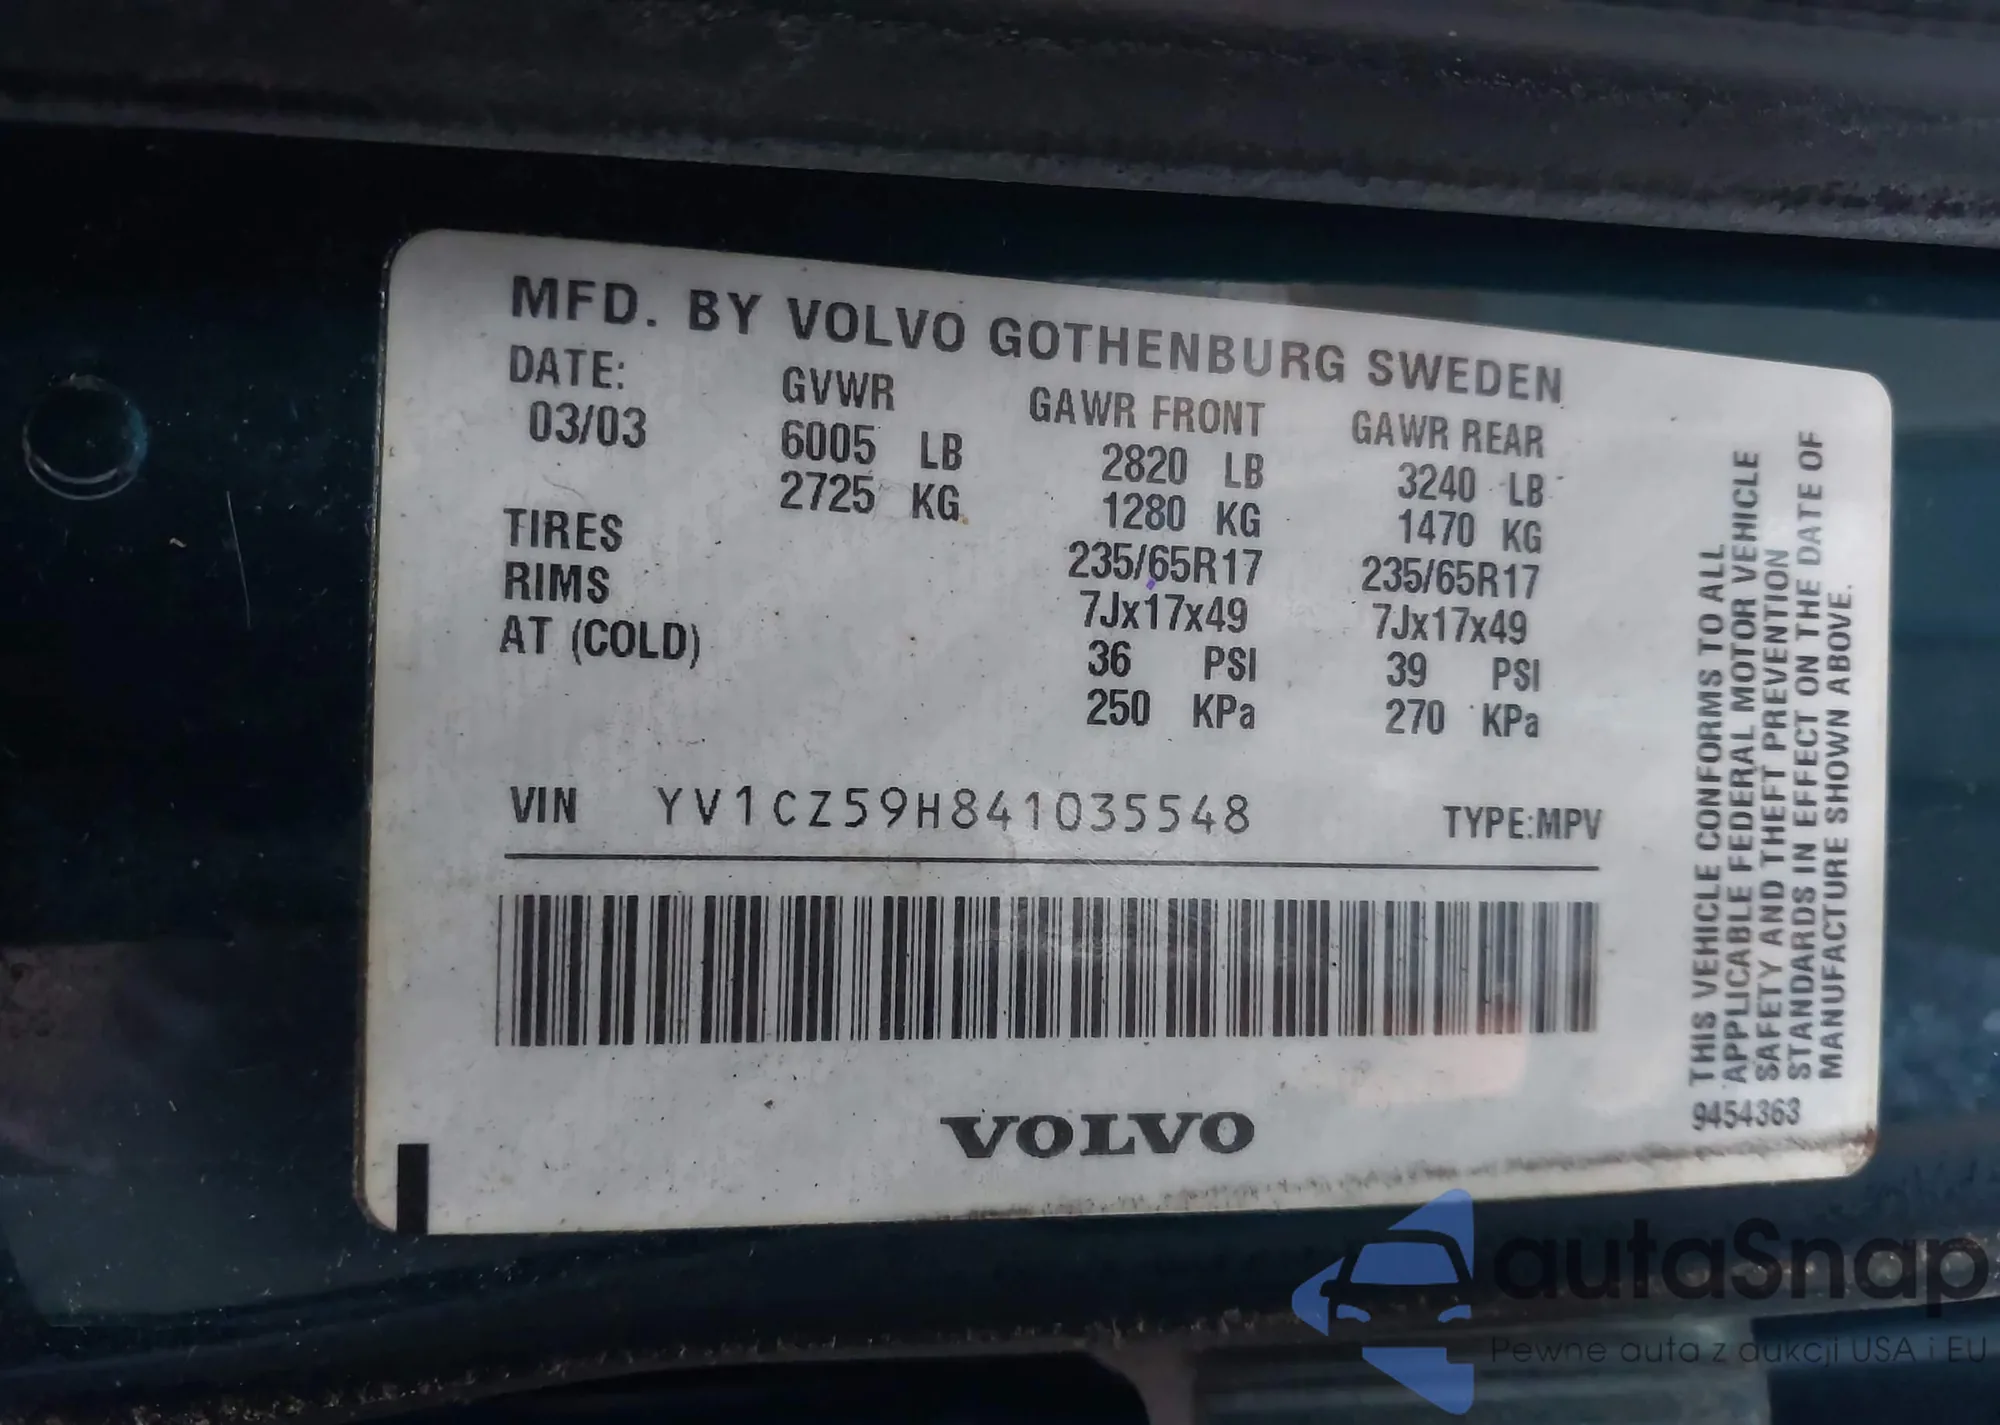 MFD. BY VOLVO GOTHENBURG SWEDEN
DATE: GVWR GAWR FRONT GAWR REAR
03/03 6005 LB 2820 LB 3240 LB
2725 KG 1280 KG 1470 KG
TIRES 235/65R17 235/65R17
RIMS 7Jx17x49 7Jx17x49
AT (COLD) 36 PSI 39 PSI
250 KPa 270 KPa
VIN YV1CZ59H841035548 TYPE:MPV
VOLVO
THIS VEHICLE CONFORMS TO ALL
APPLICABLE FEDERAL MOTOR VEHICLE
SAFETY AND THEFT PREVENTION
STANDARDS IN EFFECT ON THE DATE OF
MANUFACTURE SHOWN ABOVE.
9454363
autaSnap
Pewne auta z aukcji USA i EU